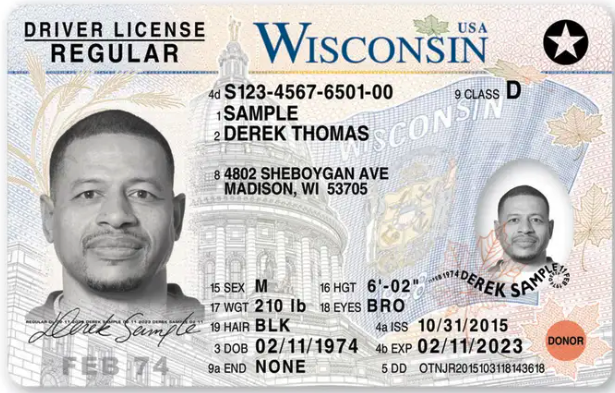 DRIVER LICENSE
REGULAR
WISCONSIN USA
4d S123-4567-6501-00
9 CLASS D
1 SAMPLE
2 DEREK THOMAS
WISCONSIN
8 4802 SHEBOYGAN AVE
MADISON, WI 53705
15 SEX M 16 HGT 6'-02"
17 WGT 210 lb 18 EYES BRO
19 HAIR BLK 4a ISS 10/31/2015
3 DOB 02/11/1974 4b EXP 02/11/2023
9a END NONE 5 DD OTNJR2015103118143618
DEREK SAMPLE
Derek Sample
FEB 74
DONOR